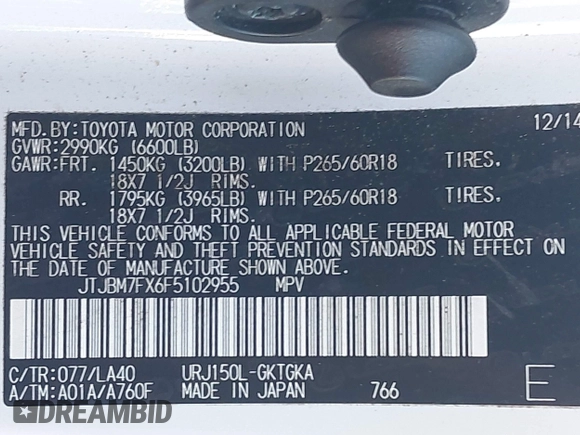 MFD.BY:TOYOTA MOTOR CORPORATION 12/14
GVWR:2990KG (6600LB)
GAWR:FRT. 1450KG (3200LB) WITH P265/60R18 TIRES.
18X7 1/2J RIMS.
RR. 1795KG (3965LB) WITH P265/60R18 TIRES.
18X7 1/2J RIMS.
THIS VEHICLE CONFORMS TO ALL APPLICABLE FEDERAL MOTOR
VEHICLE SAFETY AND THEFT PREVENTION STANDARDS IN EFFECT ON
THE DATE OF MANUFACTURE SHOWN ABOVE.
JTJBM7FX6F5102955 MPV
C/TR:077/LA40 URJ150L-GKTGKA
A/TM:A01A/A760F MADE IN JAPAN 766 E
DREAMBID